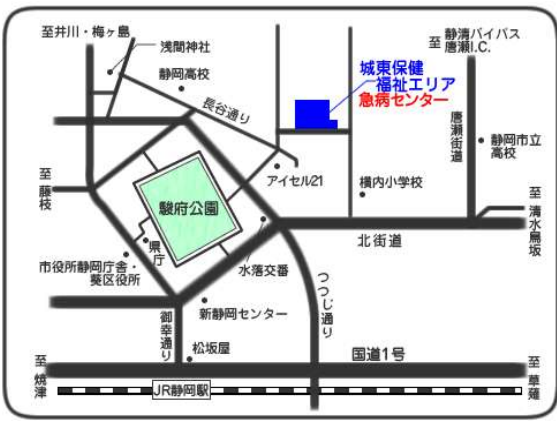 至井川・梅ヶ島
浅間神社
静岡高校
長谷通り
城東保健
福祉エリア
急病センター
至 静清バイパス
唐瀬I.C.
唐瀬街道
静岡市立
高校
至藤枝
アイセル21
横内小学校
駿府公園
至清水鳥坂
北街道
県庁
水落交番
市役所静岡庁舎・
葵区役所
つつじ通り
新静岡センター
御幸通り
松坂屋
国道1号
至焼津
JR静岡駅
至草薙